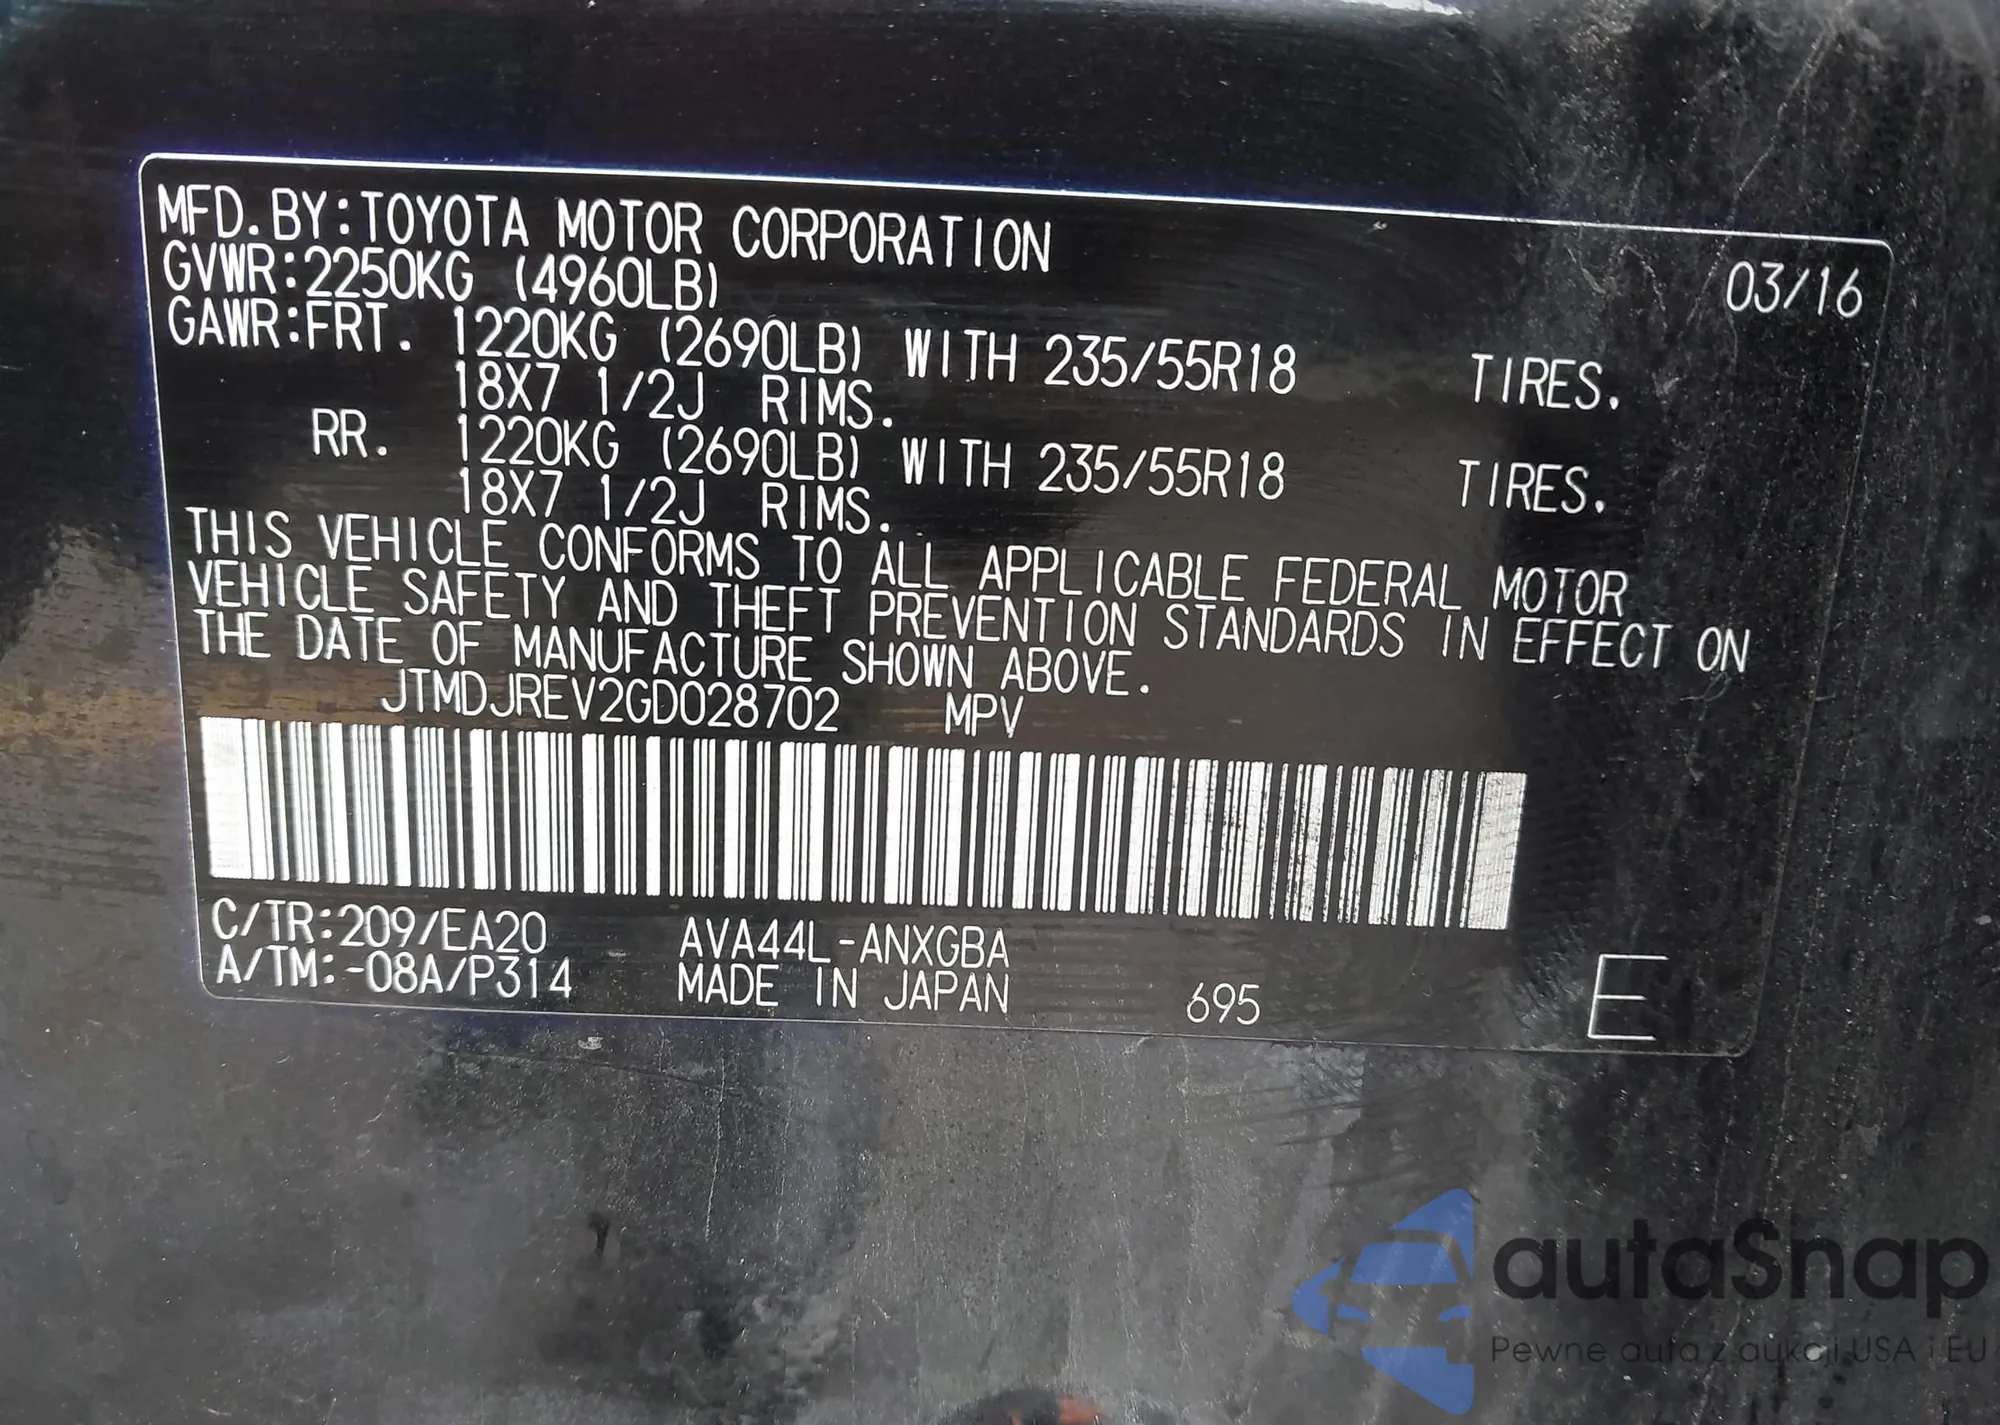 MFD.BY:TOYOTA MOTOR CORPORATION 03/16
GVWR:2250KG (4960LB)
GAWR:FRT. 1220KG (2690LB) WITH 235/55R18 TIRES.
18X7 1/2J RIMS.
RR. 1220KG (2690LB) WITH 235/55R18 TIRES.
18X7 1/2J RIMS.
THIS VEHICLE CONFORMS TO ALL APPLICABLE FEDERAL MOTOR
VEHICLE SAFETY AND THEFT PREVENTION STANDARDS IN EFFECT ON
THE DATE OF MANUFACTURE SHOWN ABOVE.
JTMDJREV2GD028702 MPV
C/TR:209/EA20 AVA44L-ANXGBA
A/TM:-08A/P314 MADE IN JAPAN 695 E
autaSnap
Pewne auta z aukcji USA i EU